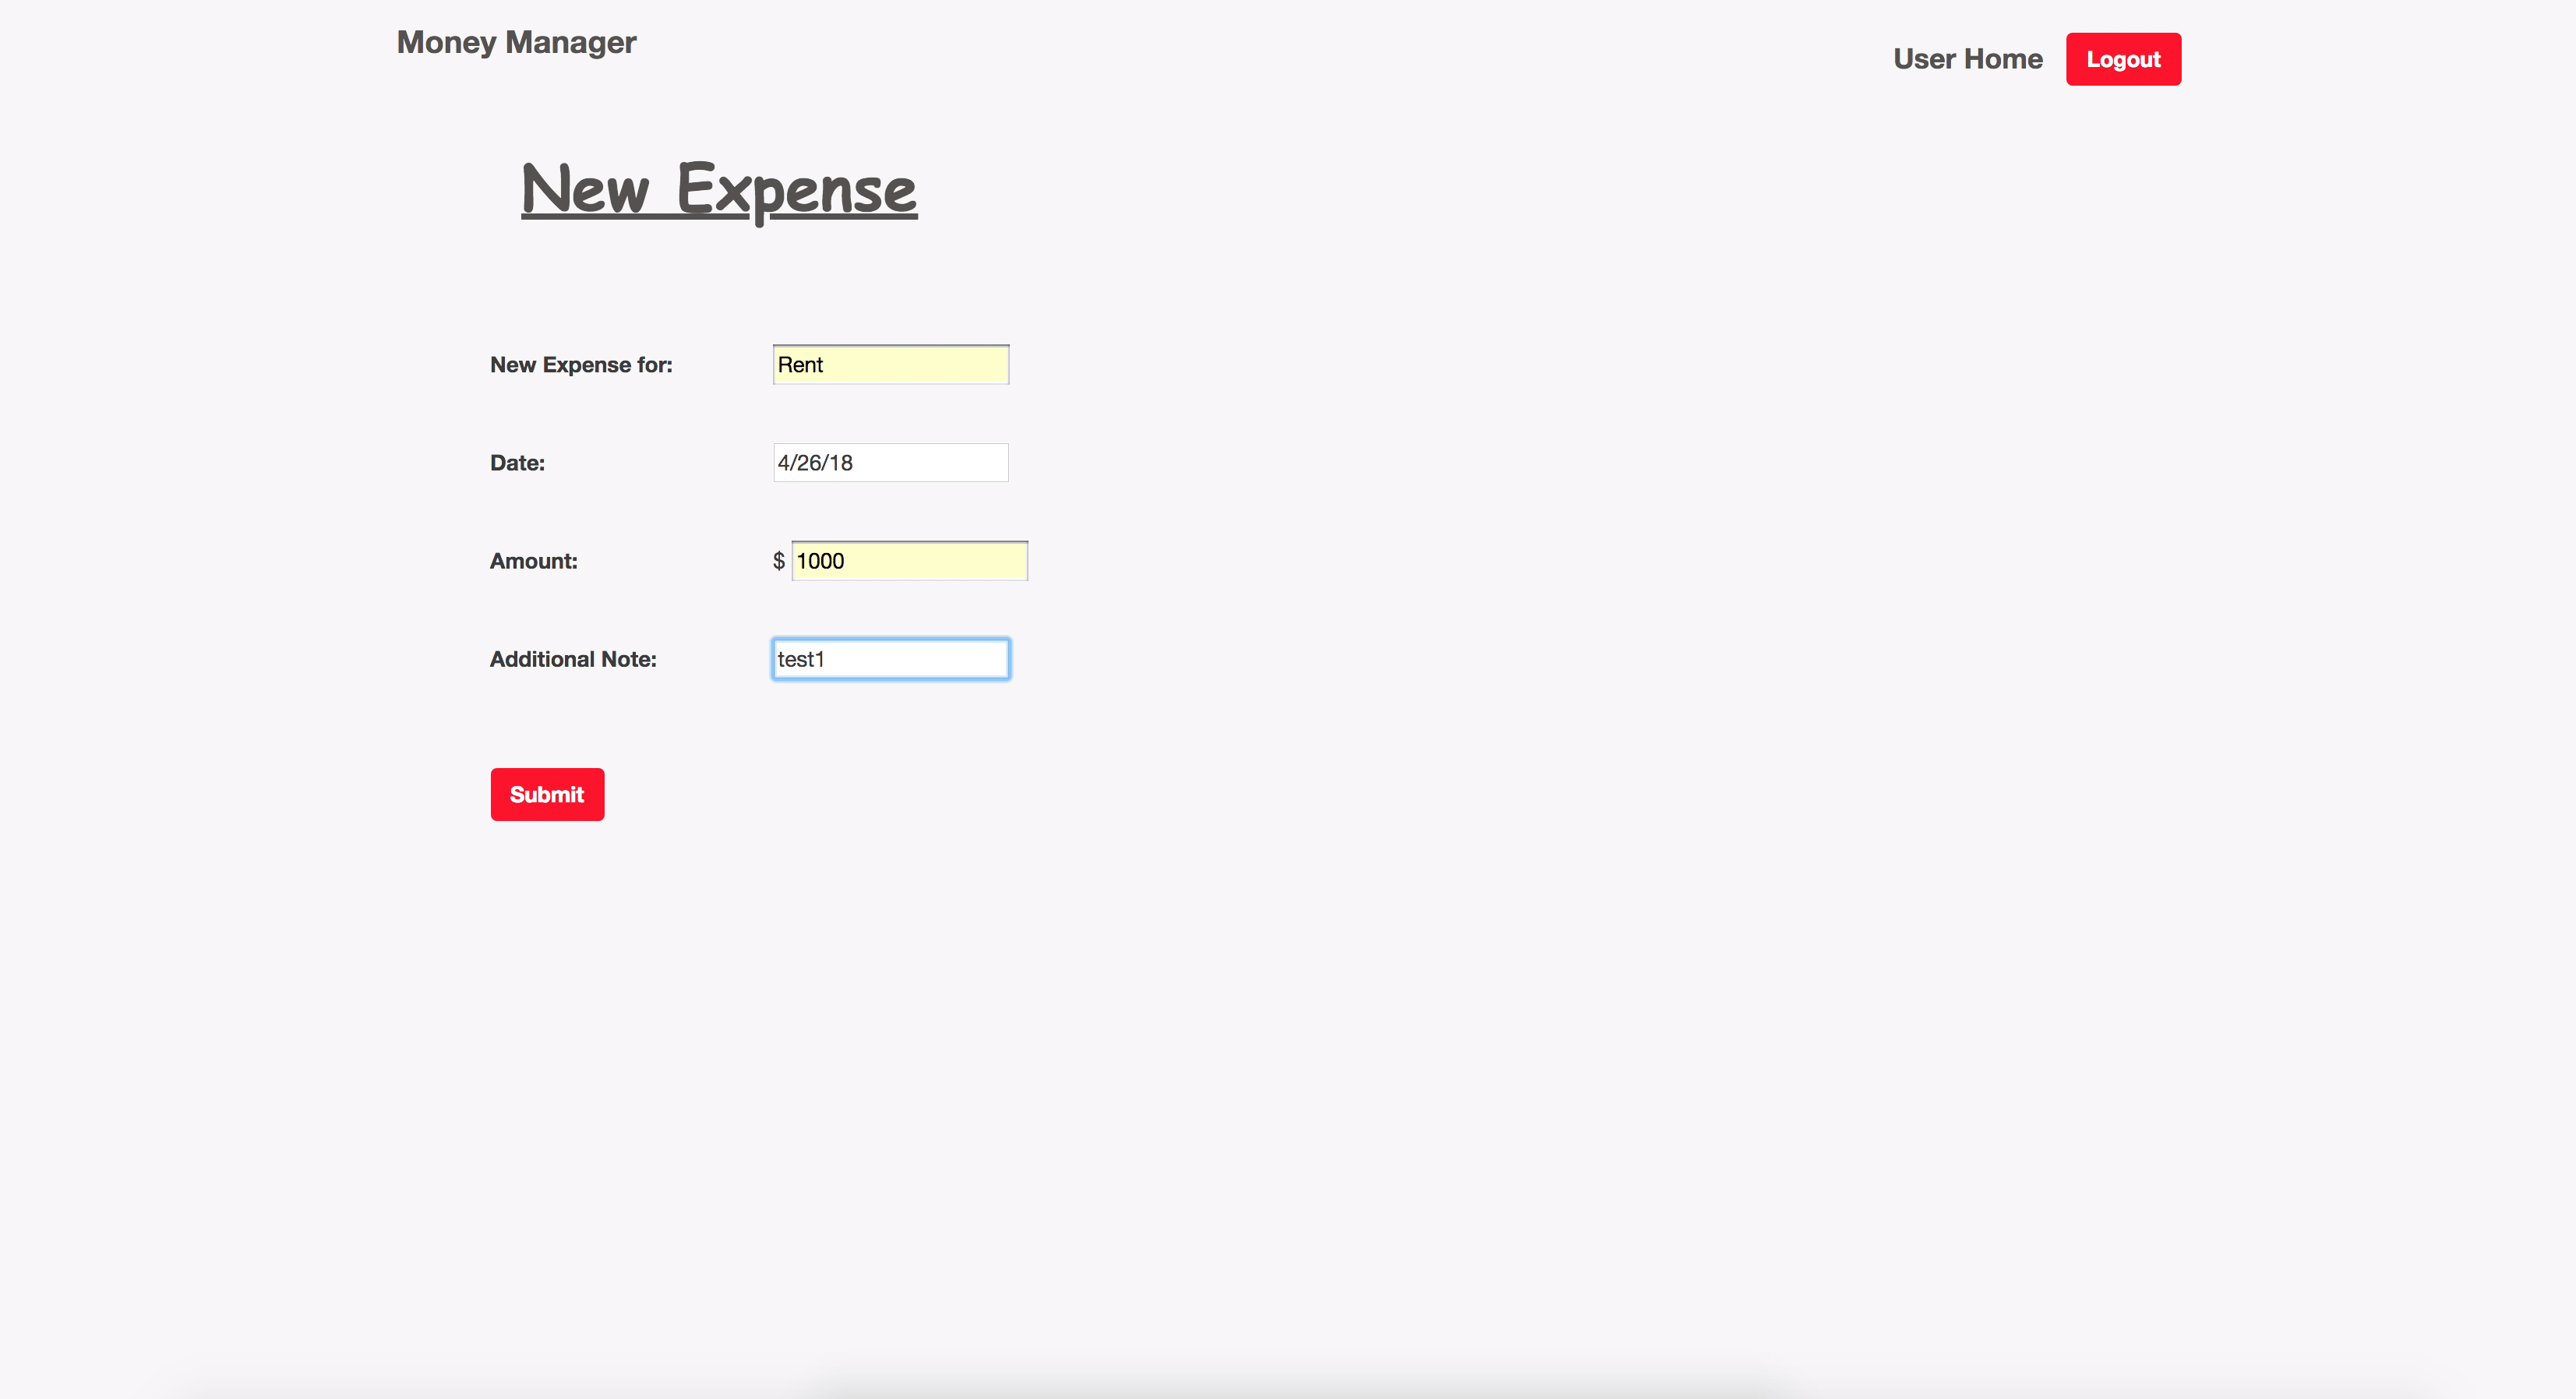 Money Manager
User Home Logout
New Expense
New Expense for: Rent
Date: 4/26/18
Amount: $ 1000
Additional Note: test1
Submit